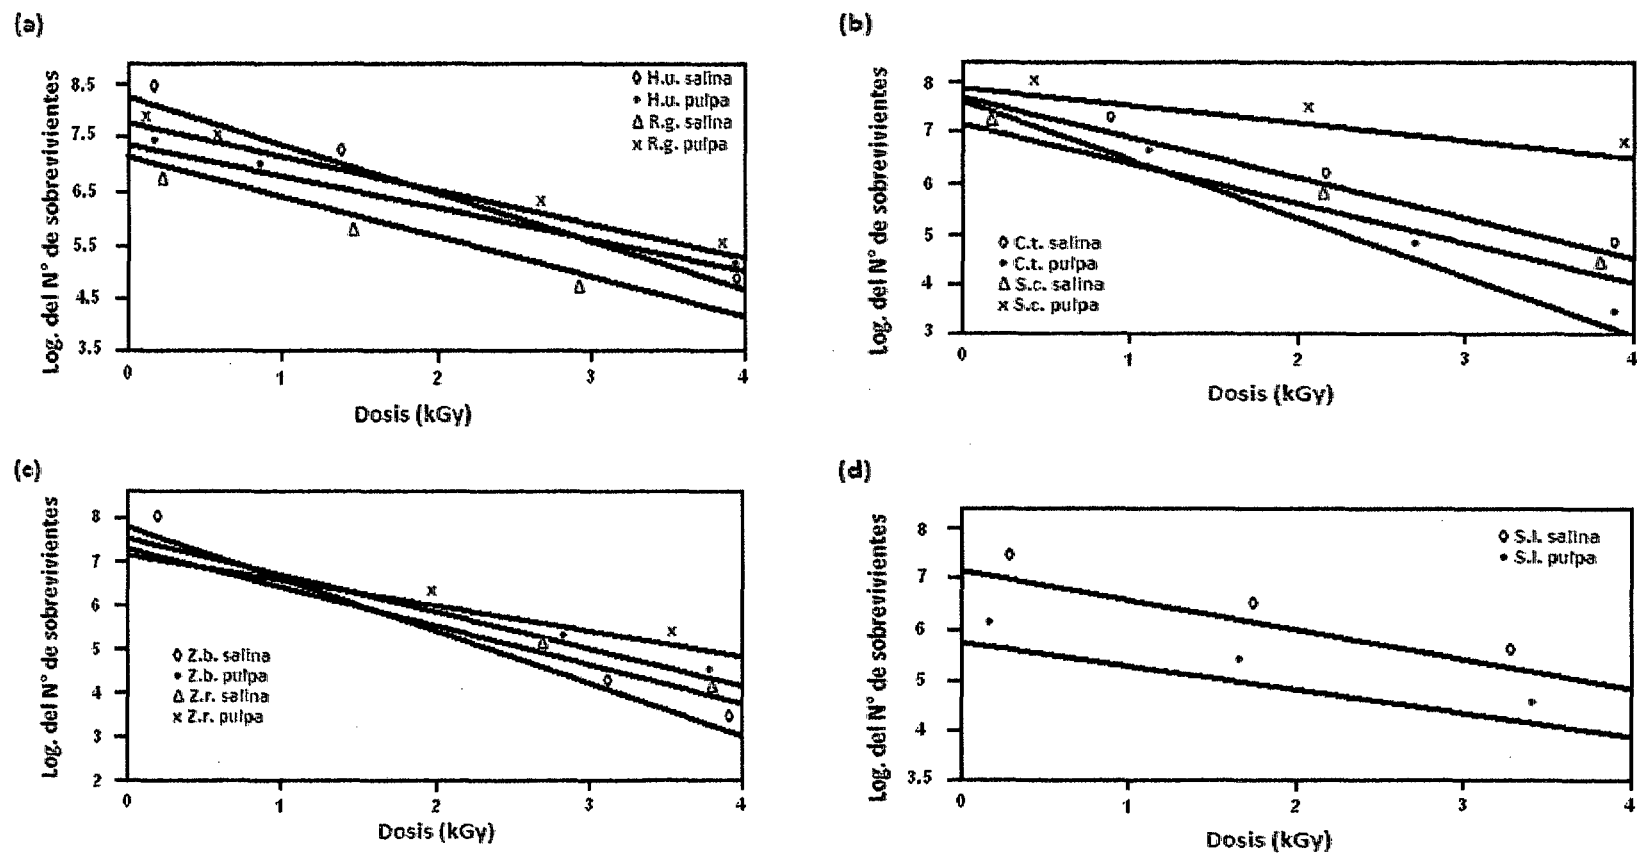 (a)
Log. del N° de sobrevivientes
8.5
7.5
6.5
5.5
4.5
3.5
0 1 2 3 4
Dosis (kGy)
◊ H.u. salina
• H.u. pulpa
Δ R.g. salina
× R.g. pulpa
(b)
Log. del N° de sobrevivientes
8
7
6
5
4
3
0 1 2 3 4
Dosis (kGy)
◊ C.t. salina
• C.t. pulpa
Δ S.c. salina
× S.c. pulpa
(c)
Log. del N° de sobrevivientes
8
7
6
5
4
3
2
0 1 2 3 4
Dosis (kGy)
◊ Z.b. salina
• Z.b. pulpa
Δ Z.r. salina
× Z.r. pulpa
(d)
Log. del N° de sobrevivientes
8
7
6
5
4
3.5
0 1 2 3 4
Dosis (kGy)
◊ S.l. salina
• S.l. pulpa